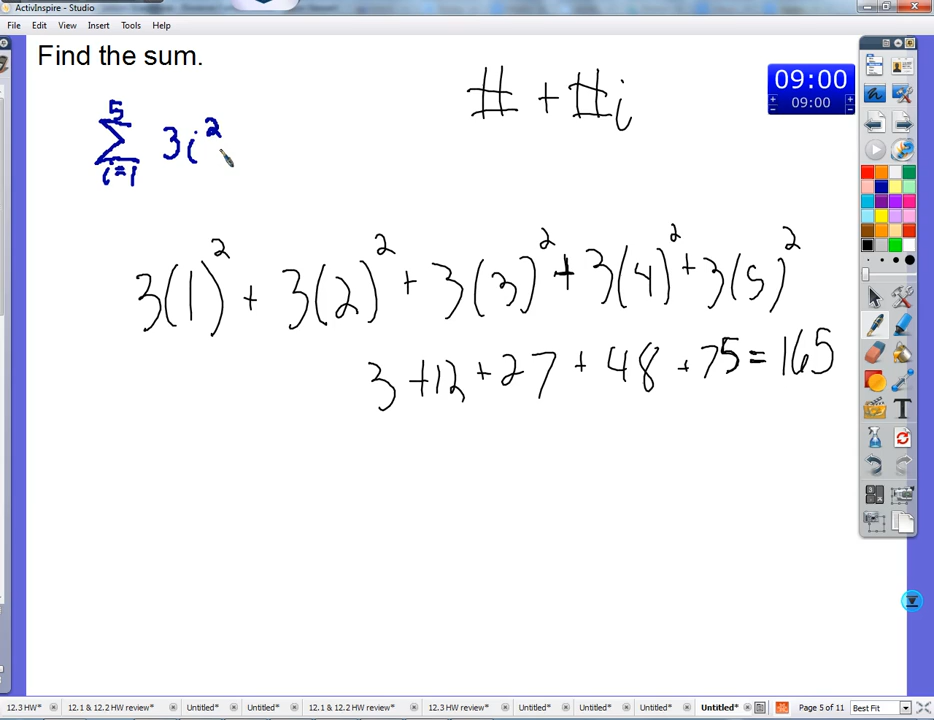 ActivInspire - Studio
File Edit View Insert Tools Help
Find the sum.
# + #i
09:00
09:00
5
∑ 3i²
i=1
3(1)² + 3(2)² + 3(3)² + 3(4)² + 3(5)²
3 + 12 + 27 + 48 + 75 = 165
12.3 HW* 12.1 & 12.2 HW review* Untitled* Untitled* 12.1 & 12.2 HW review* 12.3 HW review* Untitled* Untitled* Untitled* Untitled* Page 5 of 11 Best Fit